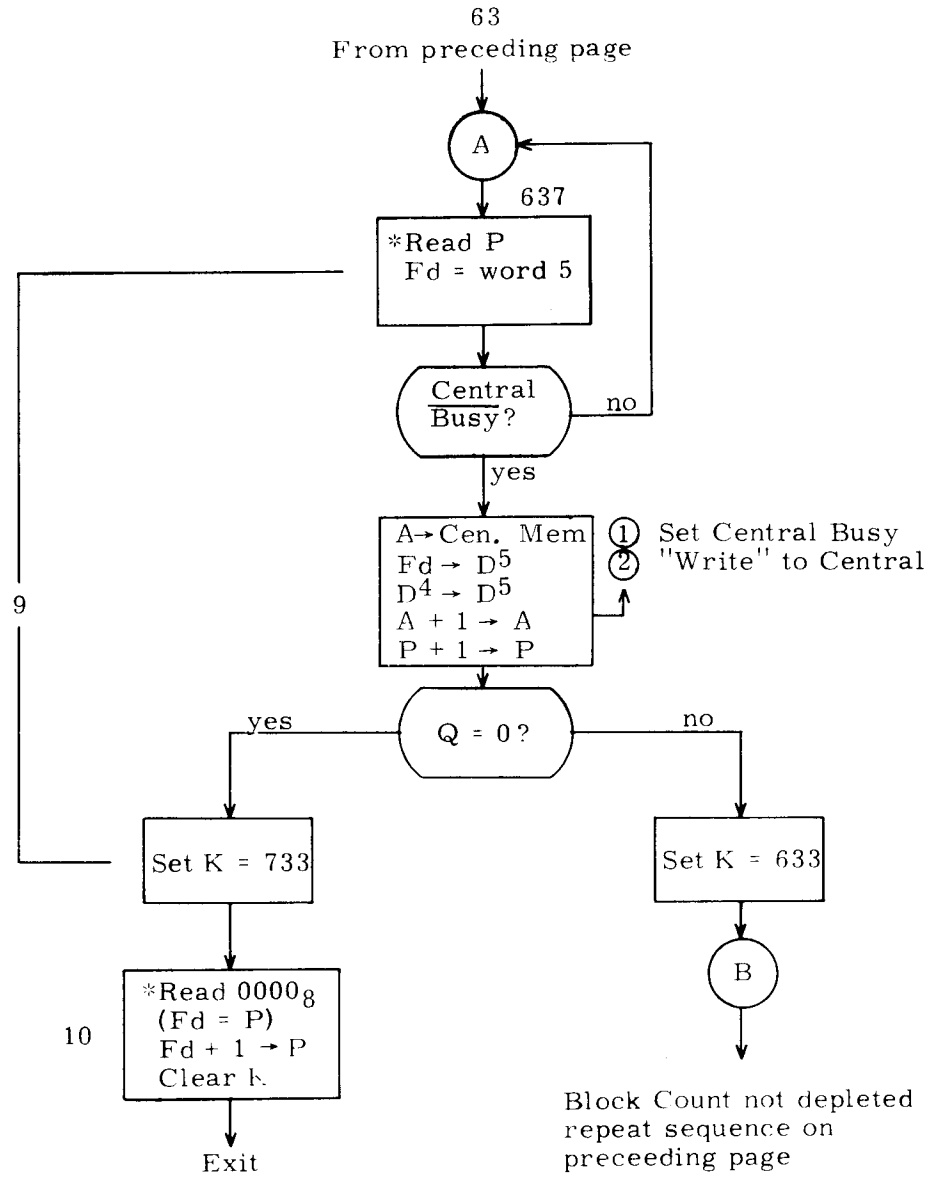 63
From preceding page
A
637
*Read P
Fd = word 5
Central
Busy?
no
yes
A→Cen. Mem
Fd → D⁵
D⁴ → D⁵
A + 1 → A
P + 1 → P
1 Set Central Busy
2 "Write" to Central
9
Q = 0?
yes
no
Set K = 733
Set K = 633
B
10
*Read 0000₈
(Fd = P)
Fd + 1 → P
Clear K
Exit
Block Count not depleted
repeat sequence on
preceeding page